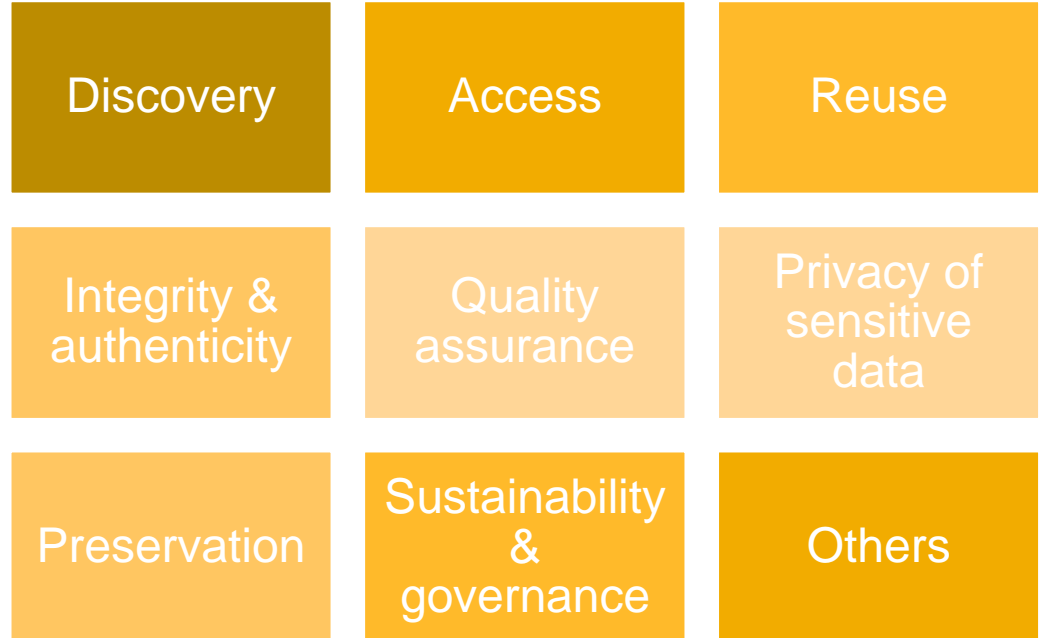 Discovery
Access
Reuse
Integrity &
authenticity
Quality
assurance
Privacy of
sensitive
data
Preservation
Sustainability
&
governance
Others